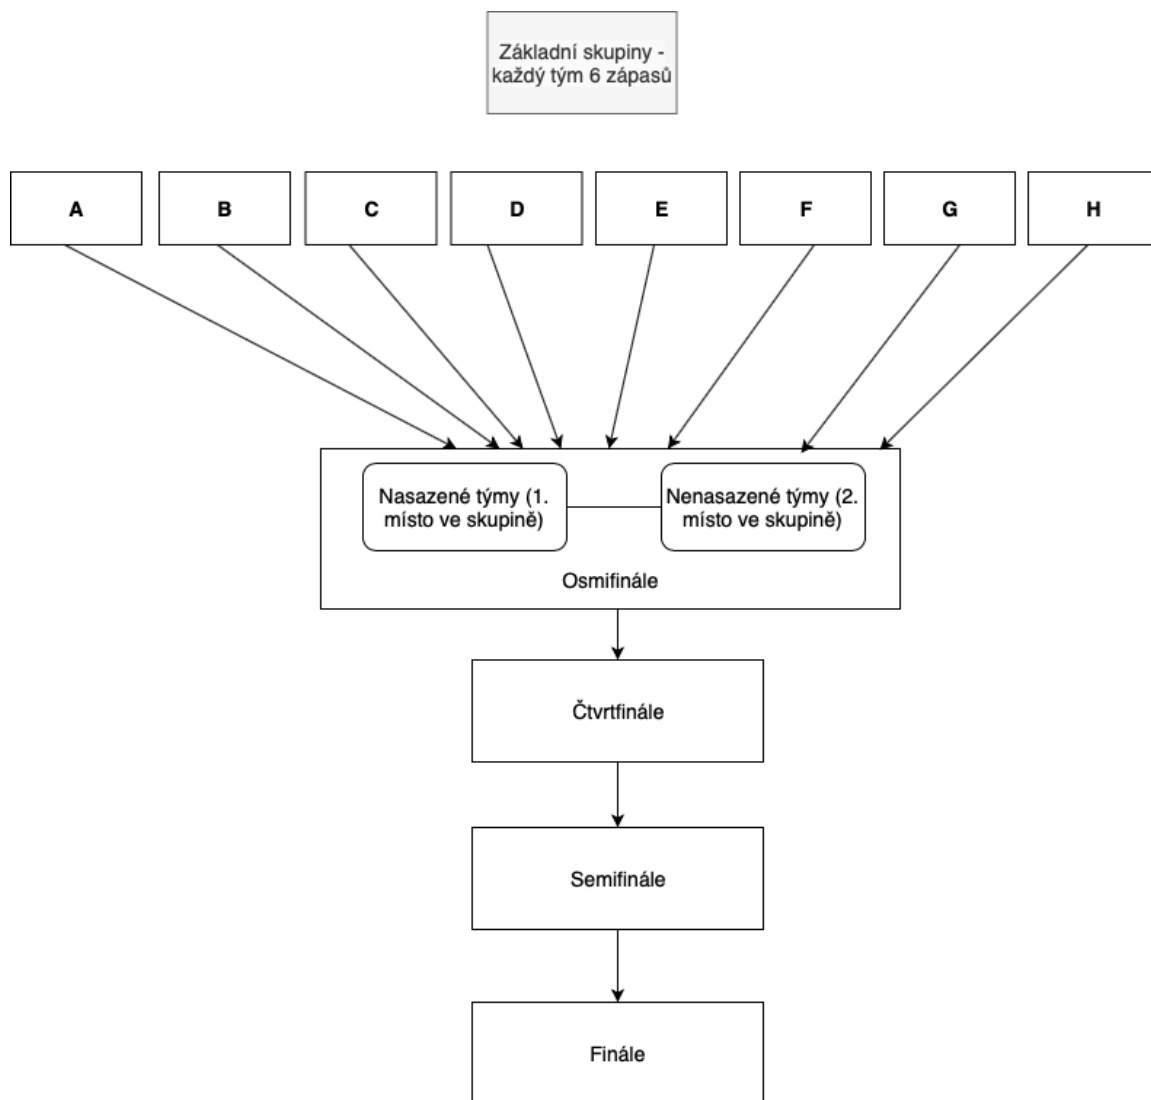 Základní skupiny -
každý tým 6 zápasů
A B C D E F G H
Nasazené týmy (1.
místo ve skupině)
Nenasazené týmy (2.
místo ve skupině)
Osmifinále
Čtvrtfinále
Semifinále
Finále